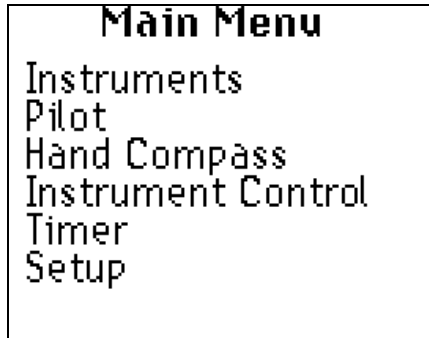 Main Menu
Instruments
Pilot
Hand Compass
Instrument Control
Timer
Setup